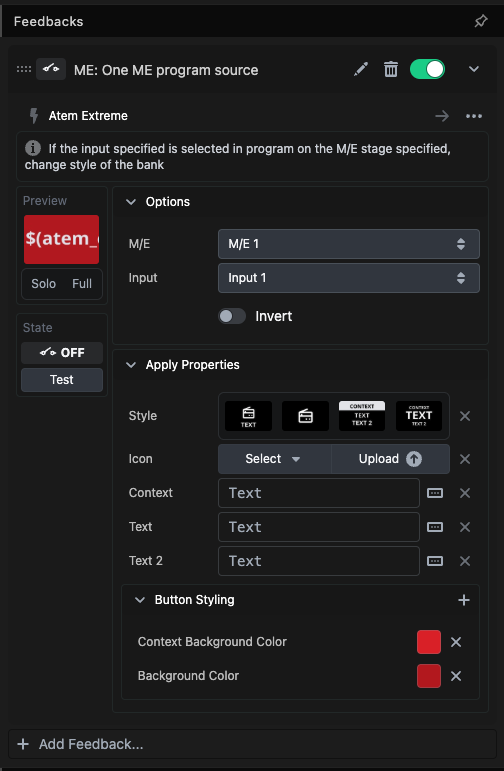 Feedbacks
ME: One ME program source
Atem Extreme
If the input specified is selected in program on the M/E stage specified,
change style of the bank
Preview
$(atem_
Solo Full
State
OFF
Test
Options
M/E
M/E 1
Input
Input 1
Invert
Apply Properties
Style
TEXT
CONTEXT
TEXT
TEXT 2
CONTEXT
TEXT
TEXT 2
Icon
Select
Upload
Context
Text
Text
Text
Text 2
Text
Button Styling
Context Background Color
Background Color
Add Feedback...